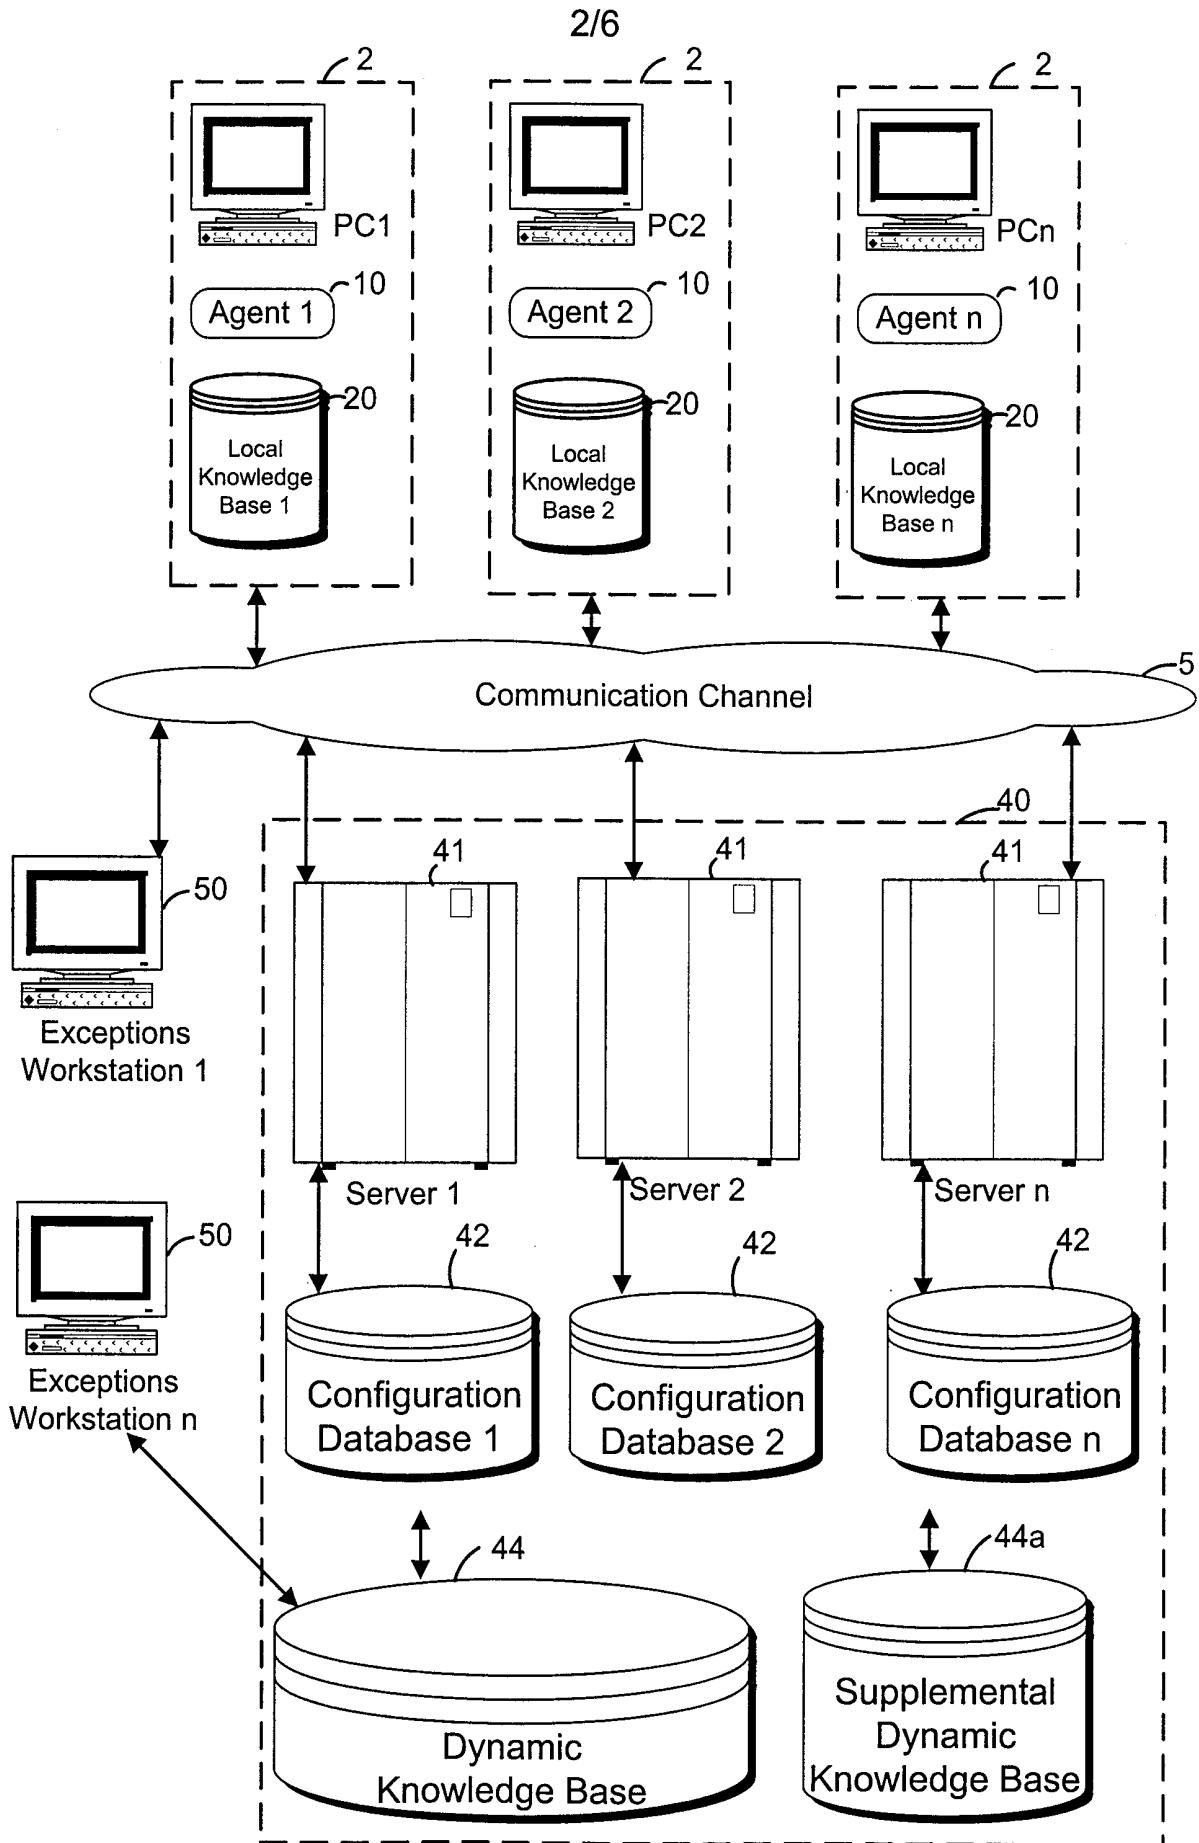 2/6
2
2
2
PC1
PC2
PCn
10
10
10
Agent 1
Agent 2
Agent n
20
20
20
Local
Knowledge
Base 1
Local
Knowledge
Base 2
Local
Knowledge
Base n
5
Communication Channel
40
41
41
41
50
Exceptions
Workstation 1
Server 1
Server 2
Server n
50
Exceptions
Workstation n
42
42
42
Configuration
Database 1
Configuration
Database 2
Configuration
Database n
44
44a
Dynamic
Knowledge Base
Supplemental
Dynamic
Knowledge Base